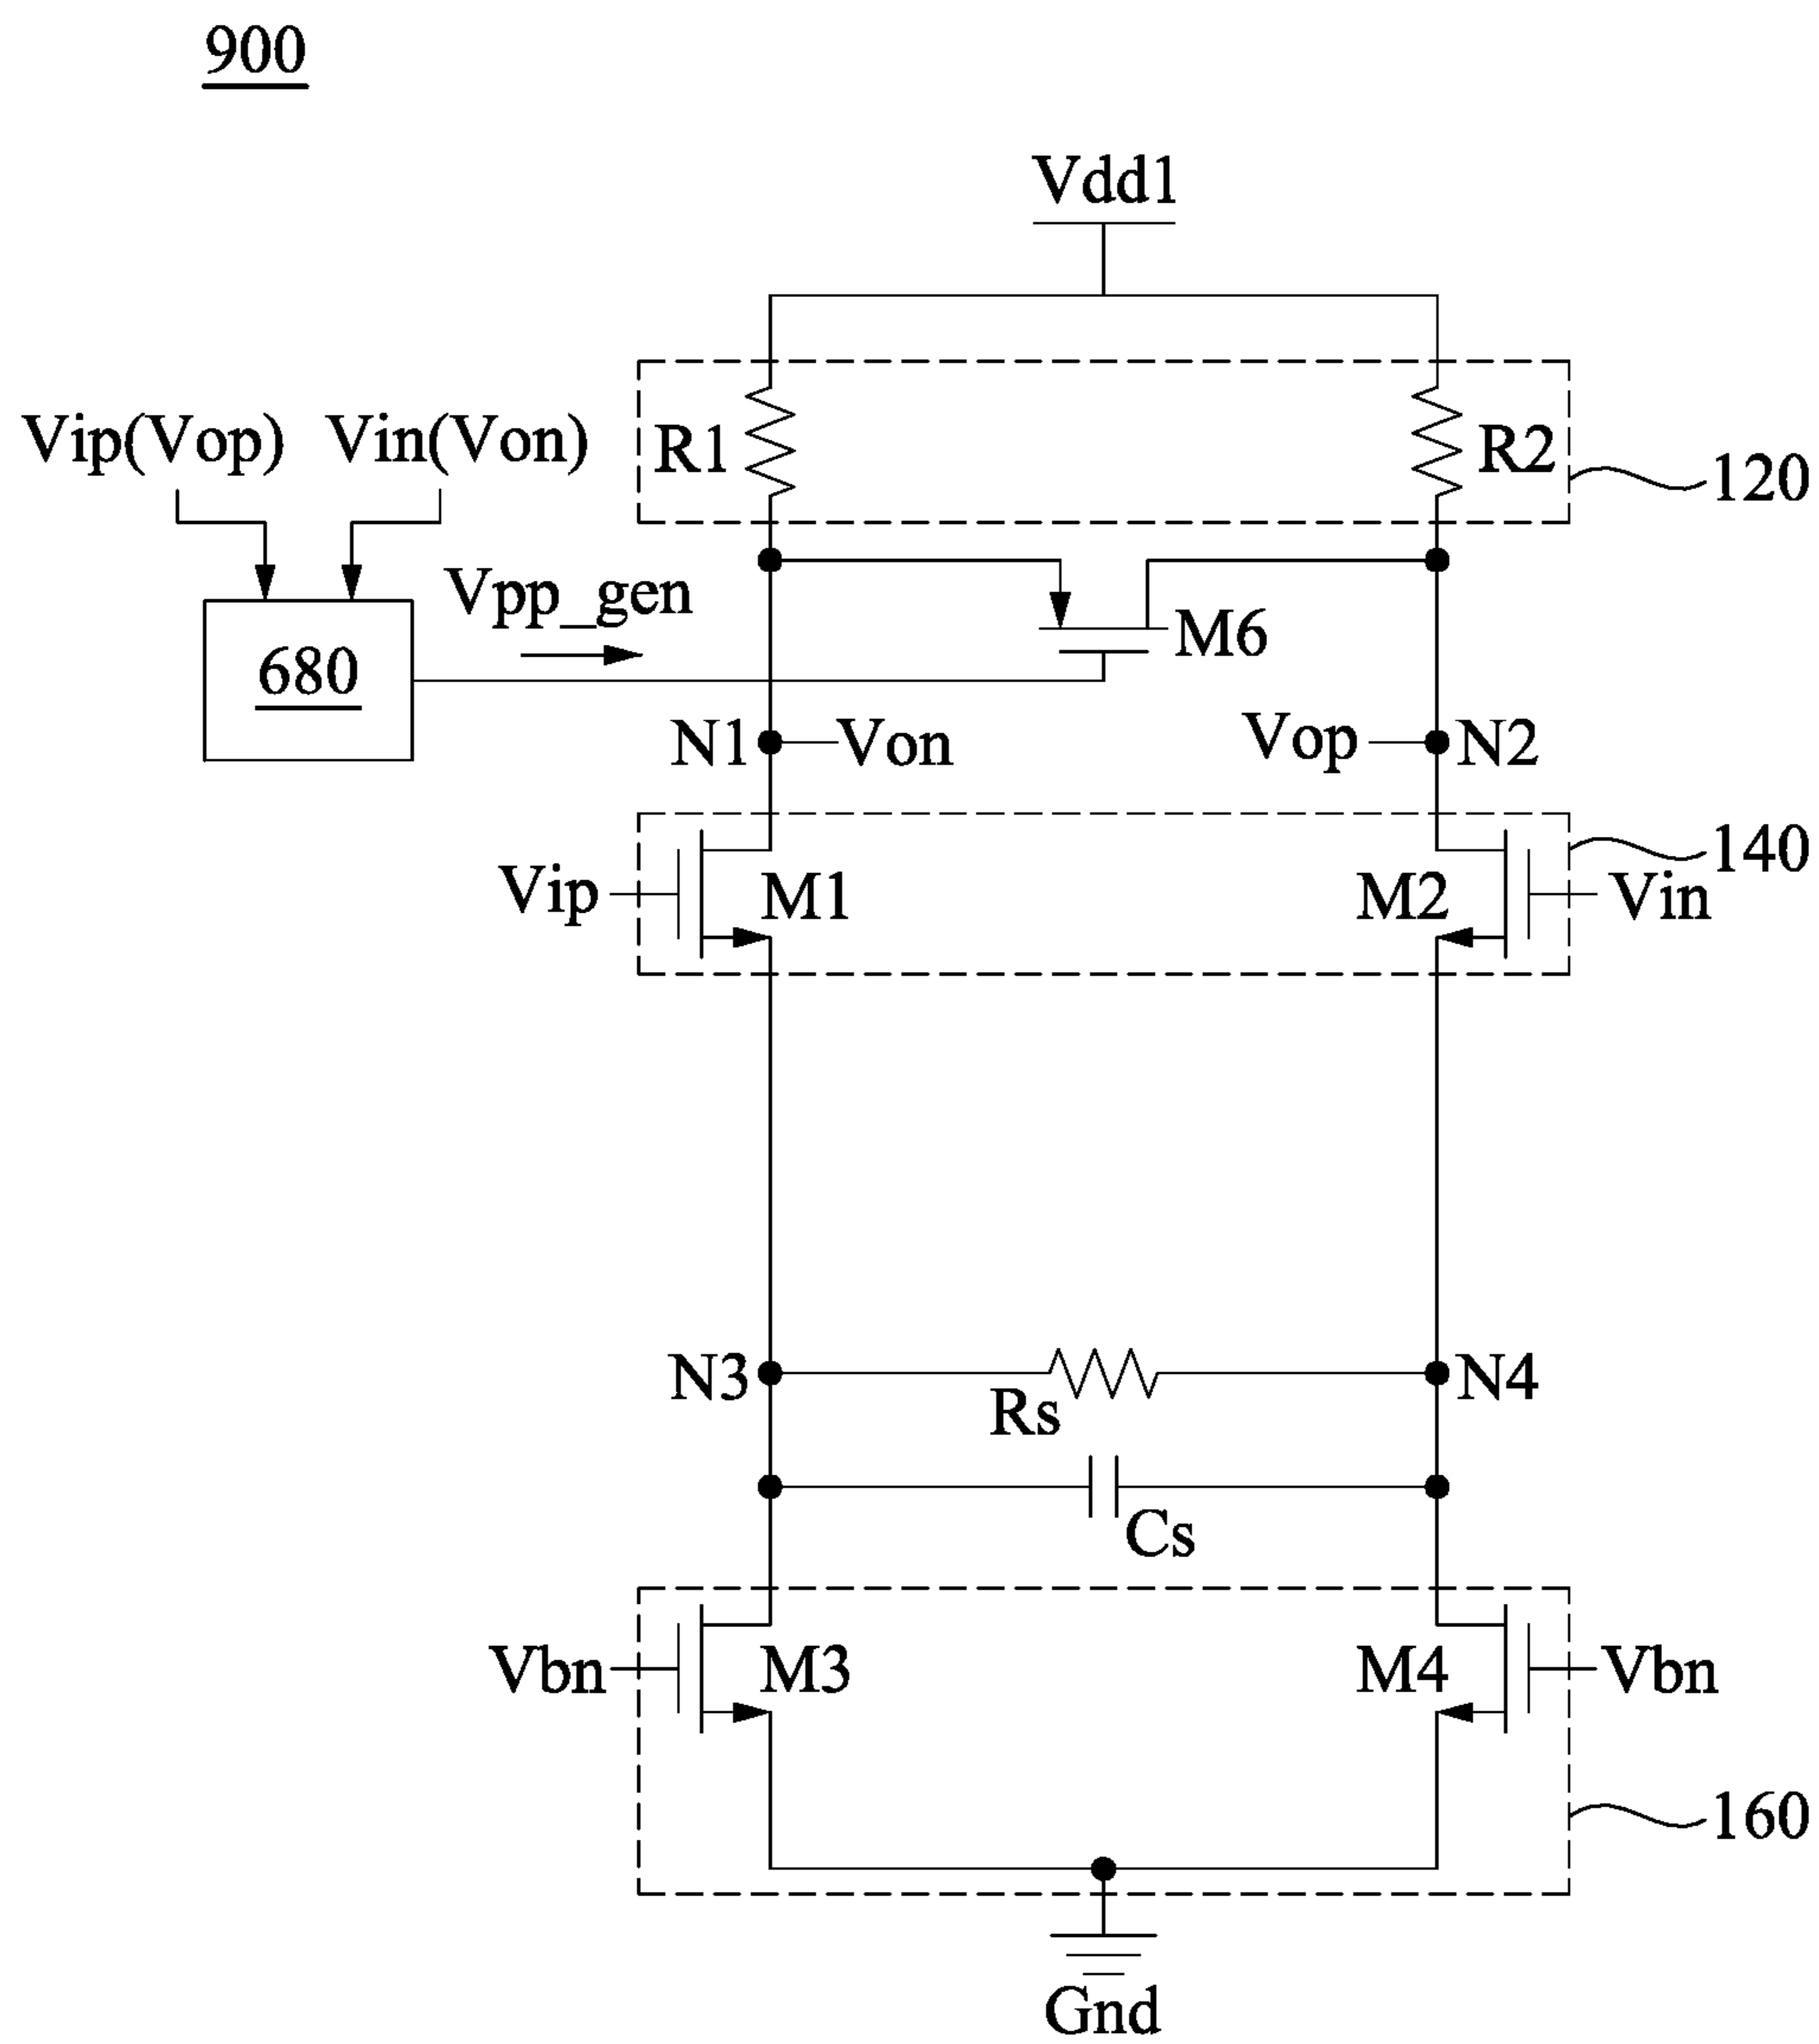 900
Vdd1
Vip(Vop) Vin(Von)
R1 R2
120
Vpp_gen
M6
680
N1 Von Vop N2
140
Vip M1 M2 Vin
N3 N4
Rs
Cs
Vbn M3 M4 Vbn
160
Gnd